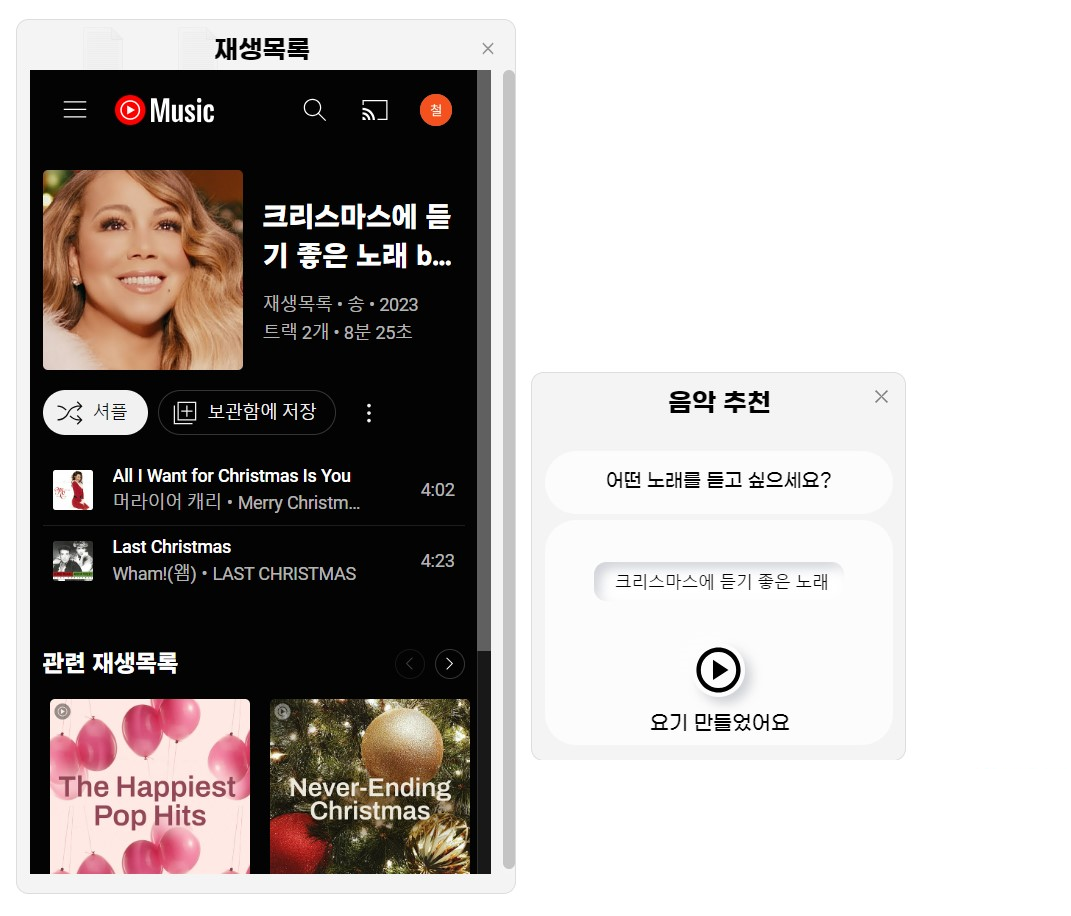 재생목록
Music
철
크리스마스에 듣
기 좋은 노래 b...
재생목록 • 송 • 2023
트랙 2개 • 8분 25초
셔플
보관함에 저장
All I Want for Christmas Is You
머라이어 캐리 • Merry Christm...
4:02
Last Christmas
Wham!(왬) • LAST CHRISTMAS
4:23
관련 재생목록
The Happiest
Pop Hits
Never-Ending
Christmas
음악 추천
어떤 노래를 듣고 싶으세요?
크리스마스에 듣기 좋은 노래
요기 만들었어요